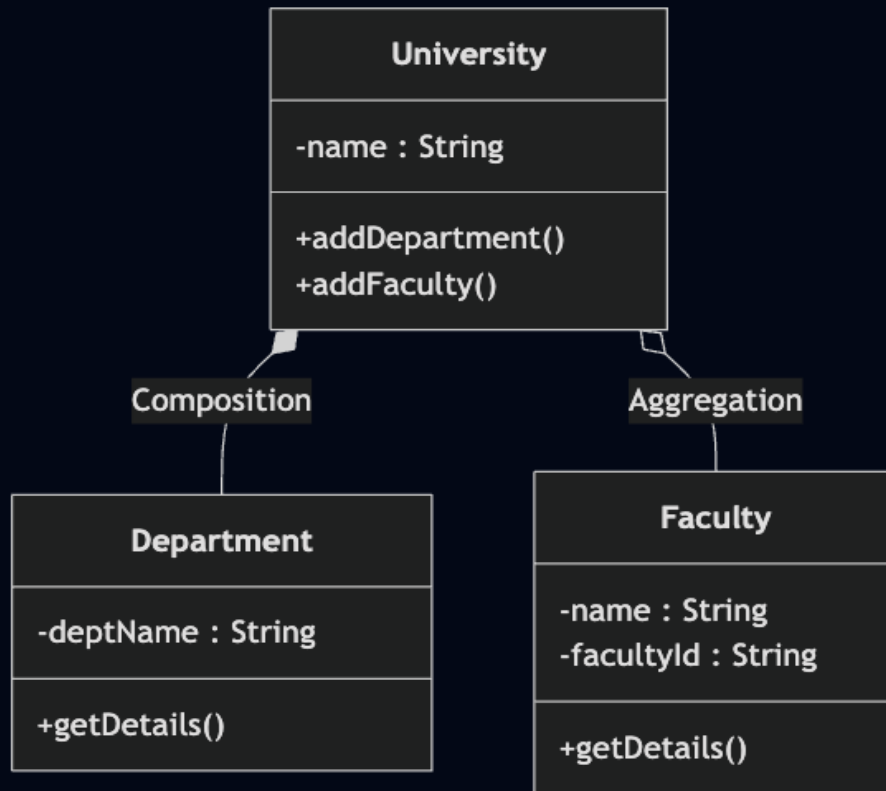 University
-name : String
+addDepartment()
+addFaculty()
Composition
Aggregation
Department
-deptName : String
+getDetails()
Faculty
-name : String
-facultyId : String
+getDetails()